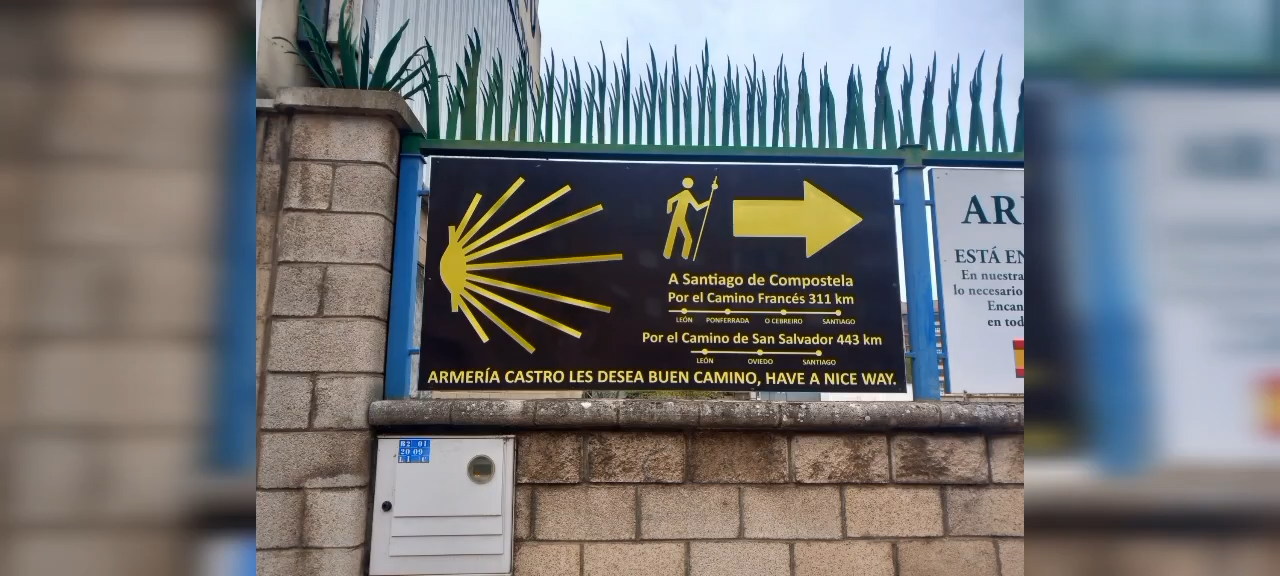 A Santiago de Compostela
Por el Camino Francés 311 km
LEÓN PONFERRADA O CEBREIRO SANTIAGO
Por el Camino de San Salvador 443 km
LEÓN OVIEDO SANTIAGO
ARMERÍA CASTRO LES DESEA BUEN CAMINO, HAVE A NICE WAY.
AR
ESTÁ EN
En nuestra
lo necesario
Encan
en tod
20 09